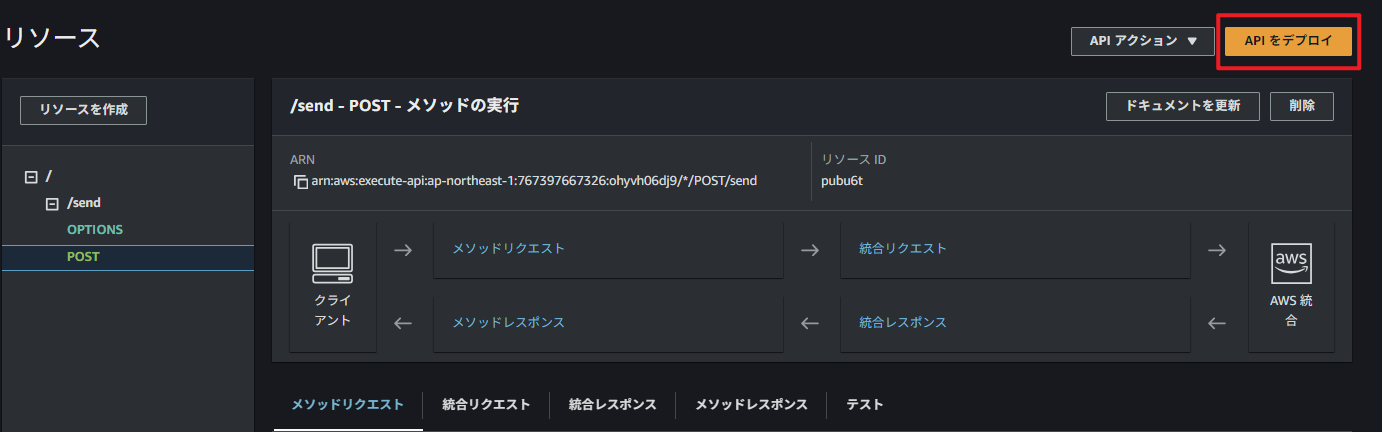 リソース
API アクション ▼
API をデプロイ
リソースを作成
/
/send
OPTIONS
POST
/send - POST - メソッドの実行
ドキュメントを更新
削除
ARN
arn:aws:execute-api:ap-northeast-1:767397667326:ohyvh06dj9/*/POST/send
リソース ID
pubu6t
クライ
アント
メソッドリクエスト
統合リクエスト
メソッドレスポンス
統合レスポンス
aws
AWS 統
合
メソッドリクエスト
統合リクエスト
統合レスポンス
メソッドレスポンス
テスト